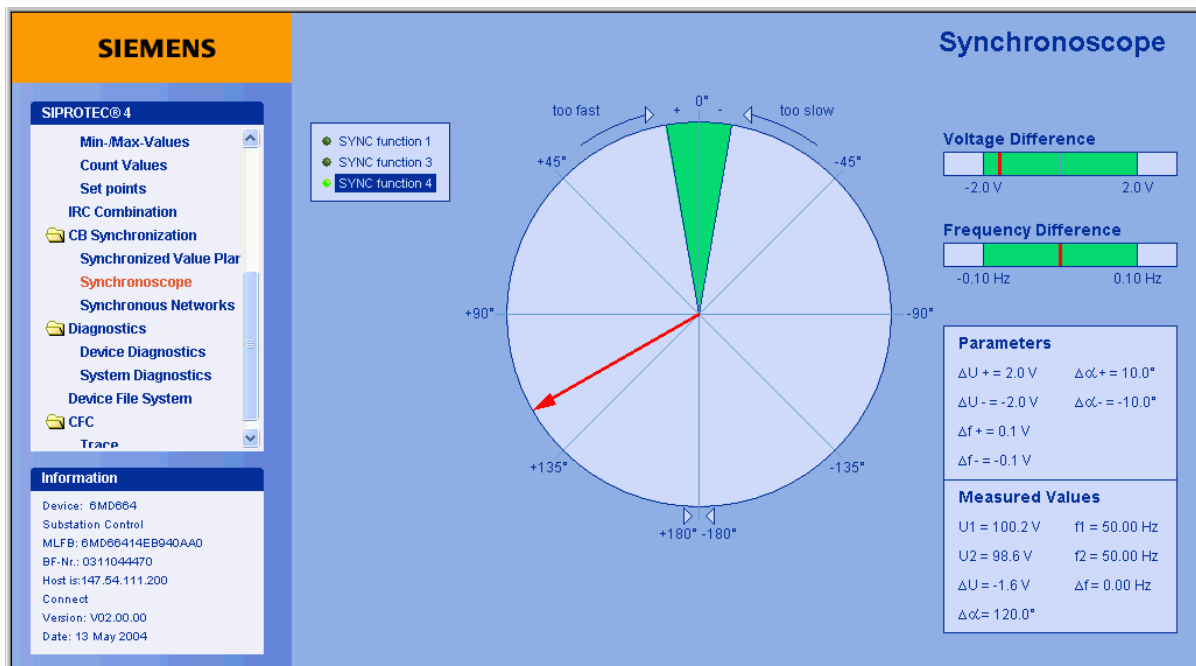 SIEMENS
Synchronoscope
SIPROTEC® 4
Min-/Max-Values
Count Values
Set points
IRC Combination
CB Synchronization
Synchronized Value Plar
Synchronoscope
Synchronous Networks
Diagnostics
Device Diagnostics
System Diagnostics
Device File System
CFC
Trace
Information
Device: 6MD664
Substation Control
MLFB: 6MD66414EB940AA0
BF-Nr.: 0311044470
Host is:147.54.111.200
Connect
Version: V02.00.00
Date: 13 May 2004
SYNC function 1
SYNC function 3
SYNC function 4
too fast + 0° - too slow
+45° -45°
+90° -90°
+135° -135°
+180° -180°
Voltage Difference
-2.0 V 2.0 V
Frequency Difference
-0.10 Hz 0.10 Hz
Parameters
ΔU + = 2.0 V Δα+ = 10.0°
ΔU - = -2.0 V Δα- = -10.0°
Δf + = 0.1 V
Δf - = -0.1 V
Measured Values
U1 = 100.2 V f1 = 50.00 Hz
U2 = 98.6 V f2 = 50.00 Hz
ΔU = -1.6 V Δf = 0.00 Hz
Δα= 120.0°